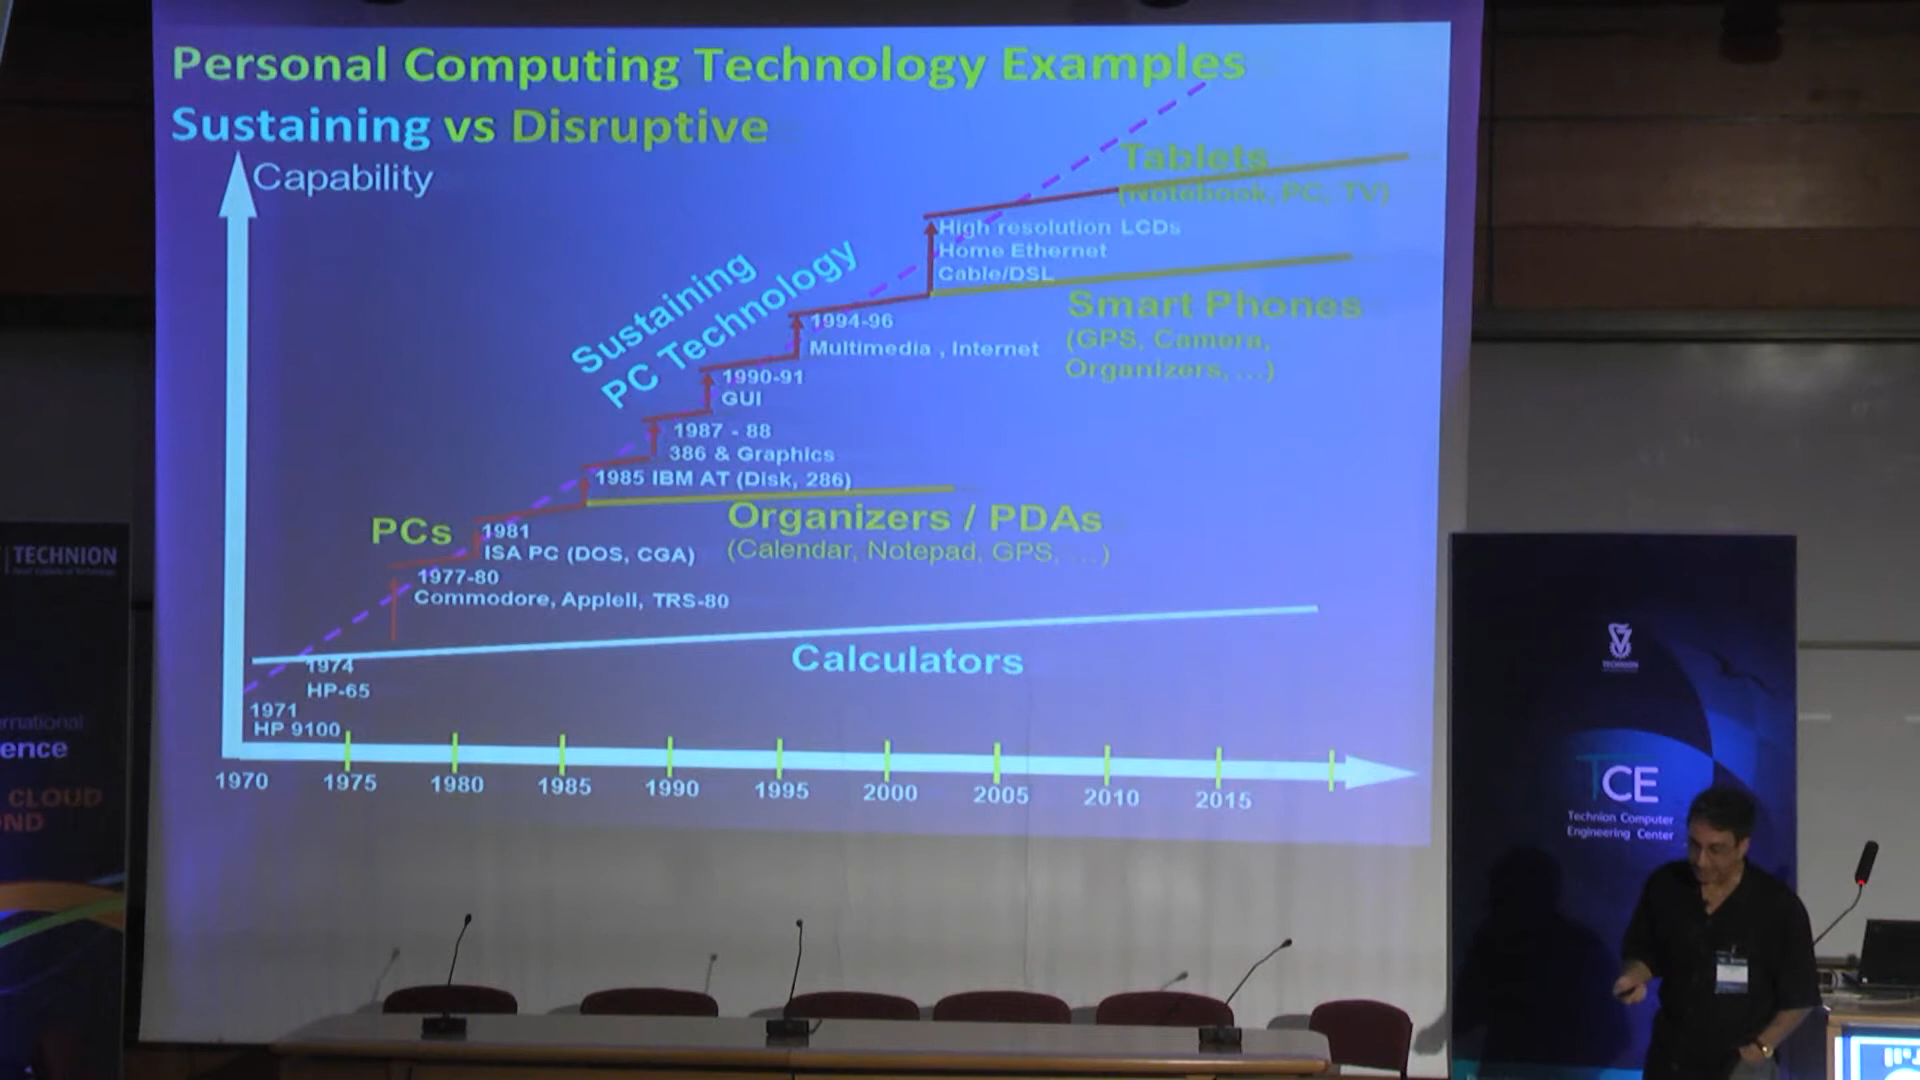 Personal Computing Technology Examples
Sustaining vs Disruptive
Capability
Tablets
(Notebook, PC, TV)
High resolution LCDs
Home Ethernet
Cable/DSL
Smart Phones
(GPS, Camera,
Organizers, ...)
Sustaining
PC Technology
1994-96
Multimedia , Internet
1990-91
GUI
1987 - 88
386 & Graphics
1985 IBM AT (Disk, 286)
Organizers / PDAs
(Calendar, Notepad, GPS, ...)
PCs
1981
ISA PC (DOS, CGA)
1977-80
Commodore, AppleII, TRS-80
Calculators
1974
HP-65
1971
HP 9100
1970 1975 1980 1985 1990 1995 2000 2005 2010 2015
TECHNION
rnational
ence
CLOUD
OND
TECHNION
TCE
Technion Computer
Engineering Center